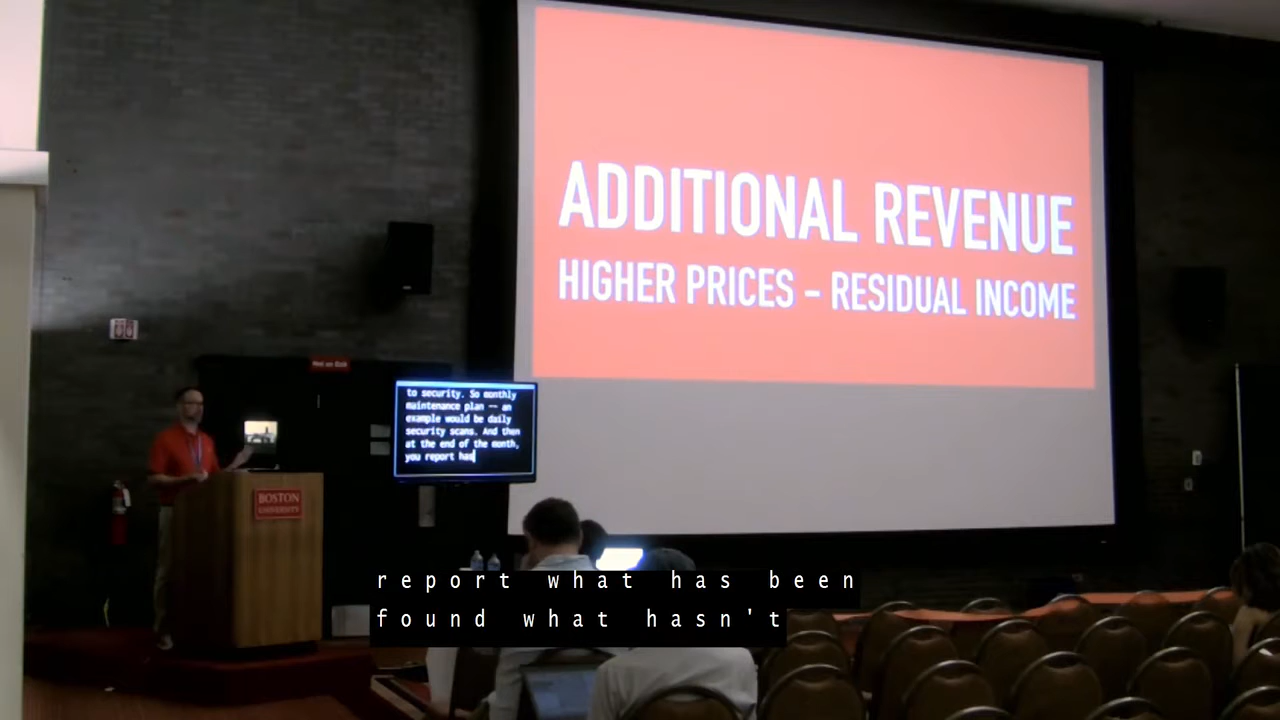 ADDITIONAL REVENUE
HIGHER PRICES – RESIDUAL INCOME
to security. So monthly
maintenance plan -- an
example would be daily
security scans. And then
at the end of the month,
you report has
BOSTON
UNIVERSITY
report what has been
found what hasn't